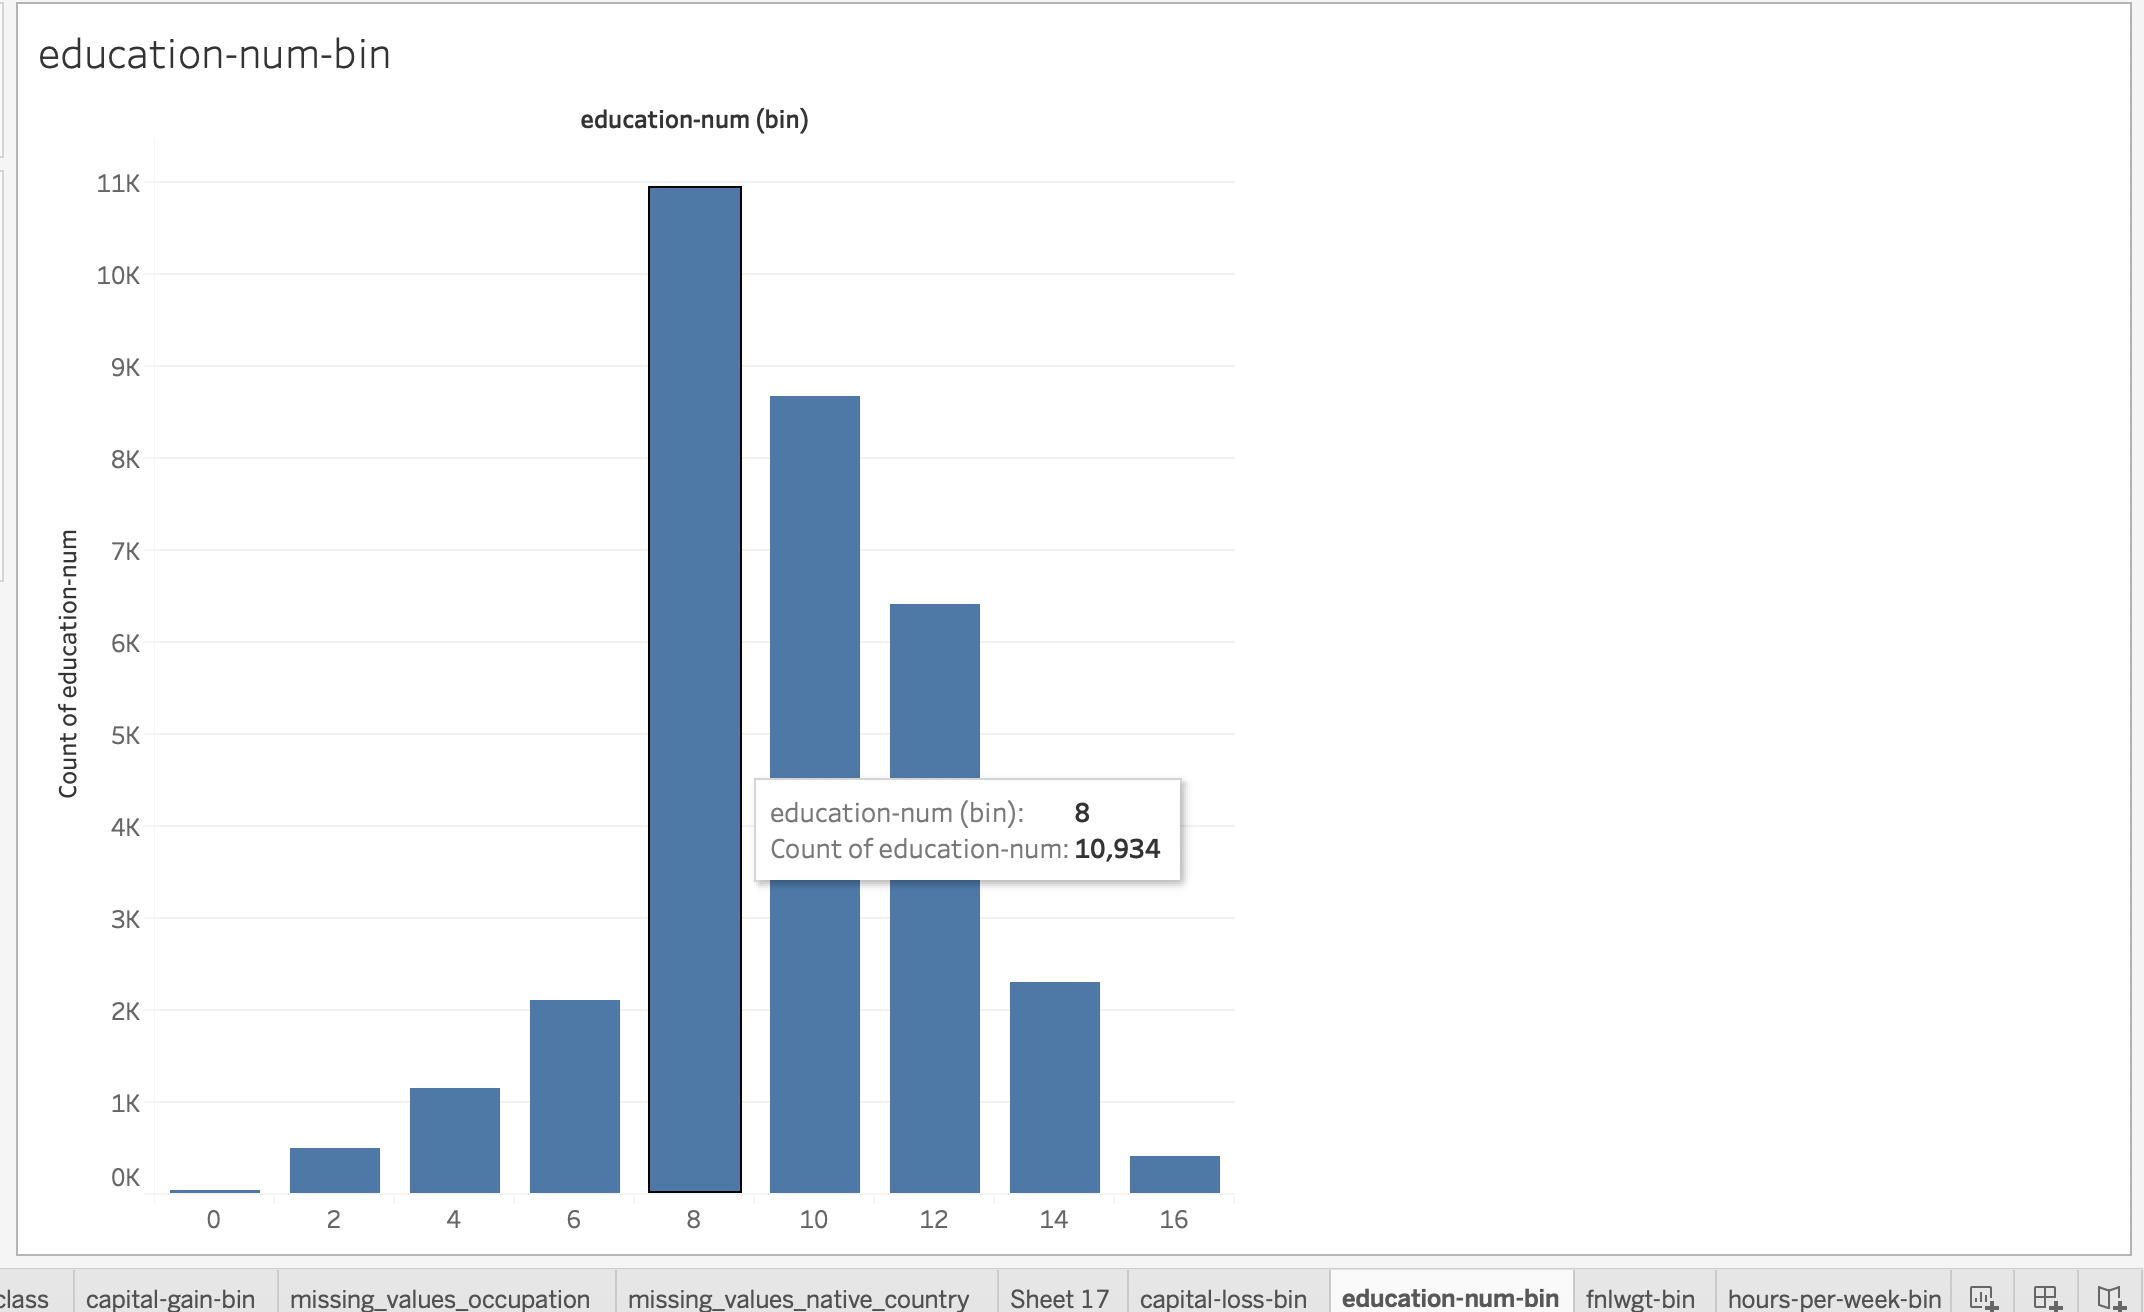 education-num-bin
education-num (bin)
11K
10K
9K
8K
7K
6K
5K
4K
3K
2K
1K
0K
Count of education-num
education-num (bin): 8
Count of education-num: 10,934
0 2 4 6 8 10 12 14 16
class capital-gain-bin missing_values_occupation missing_values_native_country Sheet 17 capital-loss-bin education-num-bin fnlwgt-bin hours-per-week-bin